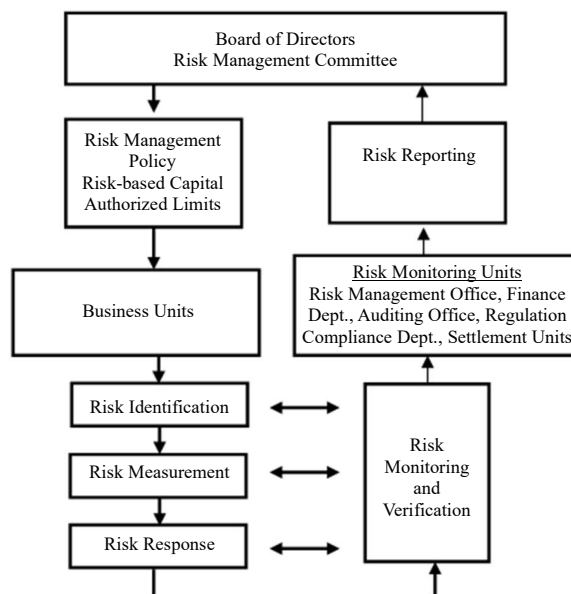 Board of Directors
Risk Management Committee
Risk Management
Policy
Risk-based Capital
Authorized Limits
Risk Reporting
Business Units
Risk Monitoring Units
Risk Management Office, Finance
Dept., Auditing Office, Regulation
Compliance Dept., Settlement Units
Risk Identification
Risk Measurement
Risk Response
Risk
Monitoring
and
Verification